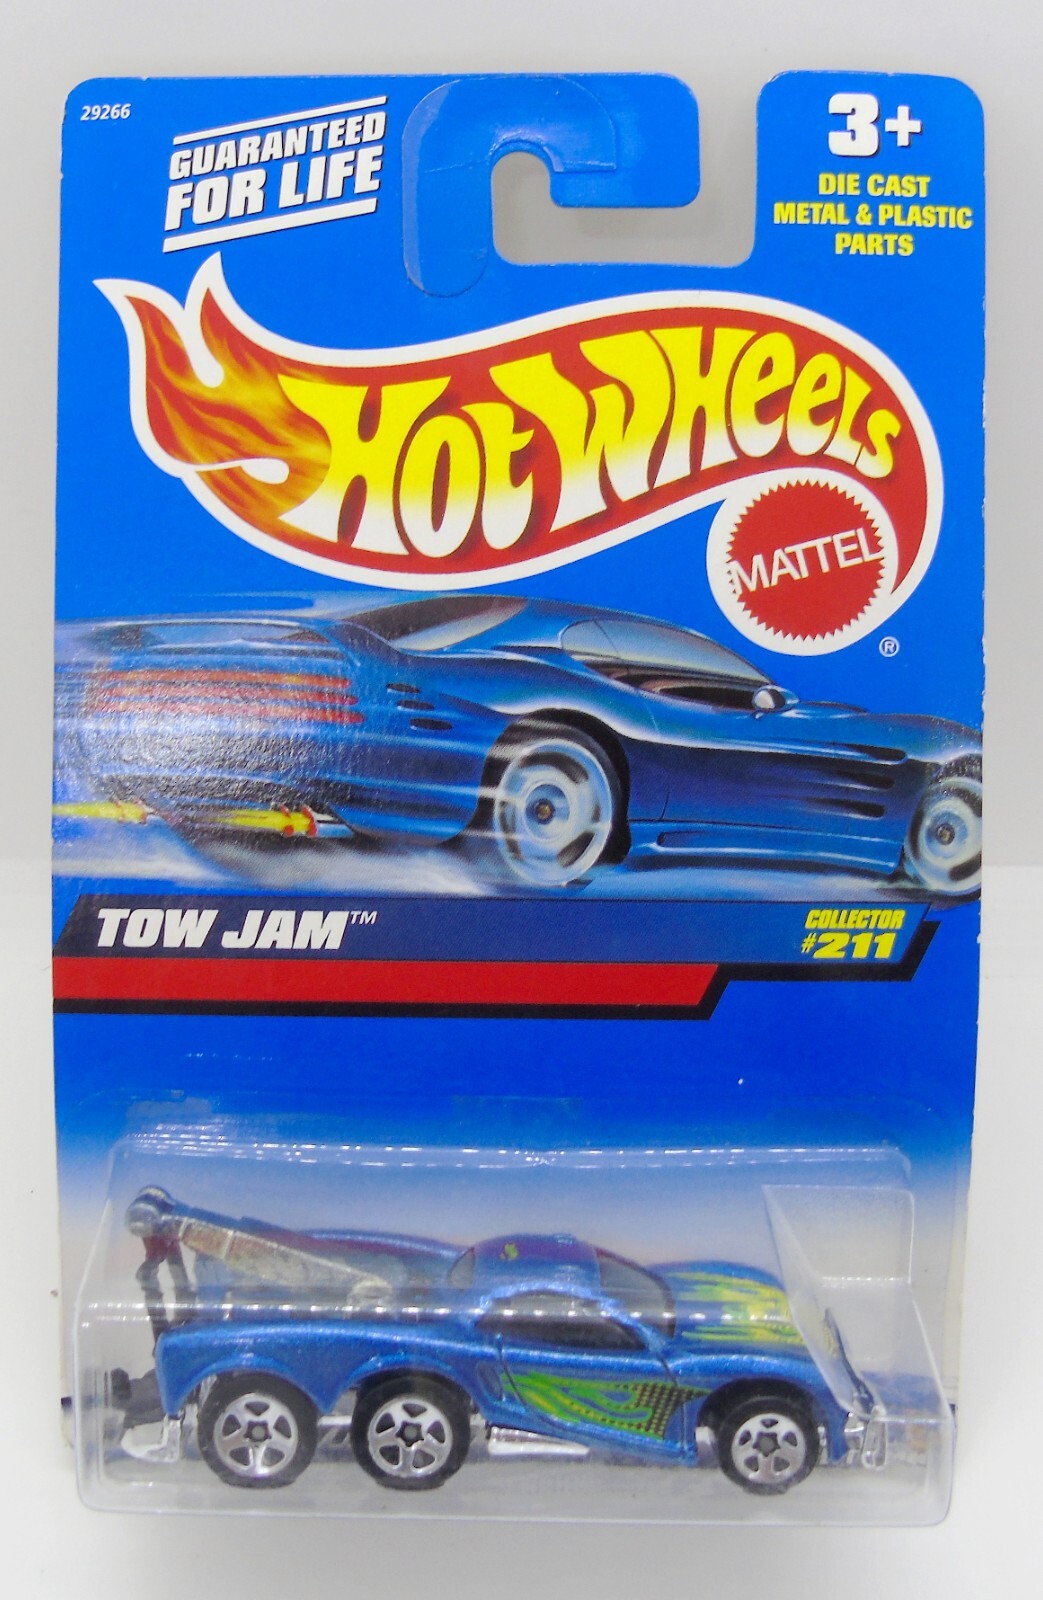 29266
GUARANTEED
FOR LIFE
3+
DIE CAST
METAL & PLASTIC
PARTS
HOT WHEELS
MATTEL
®
TOW JAM™
COLLECTOR
#211